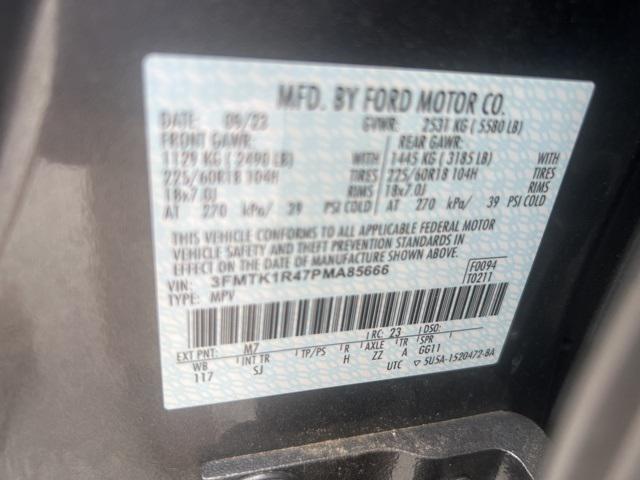 MFD. BY FORD MOTOR CO.
DATE: 09/23 GVWR: 2531 KG ( 5580 LB)
FRONT GAWR: REAR GAWR:
1129 KG ( 2490 LB) WITH 1445 KG ( 3185 LB) WITH
225/60R18 104H TIRES 225/60R18 104H TIRES
18x7.0J RIMS 18x7.0J RIMS
AT 270 kPa/ 39 PSI COLD AT 270 kPa/ 39 PSI COLD
THIS VEHICLE CONFORMS TO ALL APPLICABLE FEDERAL MOTOR
VEHICLE SAFETY AND THEFT PREVENTION STANDARDS IN
EFFECT ON THE DATE OF MANUFACTURE SHOWN ABOVE.
VIN: 3FMTK1R47PMA85666 F0094
TYPE: MPV T0211
EXT PNT: M7 RC: 23 DSO:
WB INT TR TP/PS R AXLE TR SPR
117 SJ H ZZ A GG11
UTC ▽ 5U5A-1520472-BA